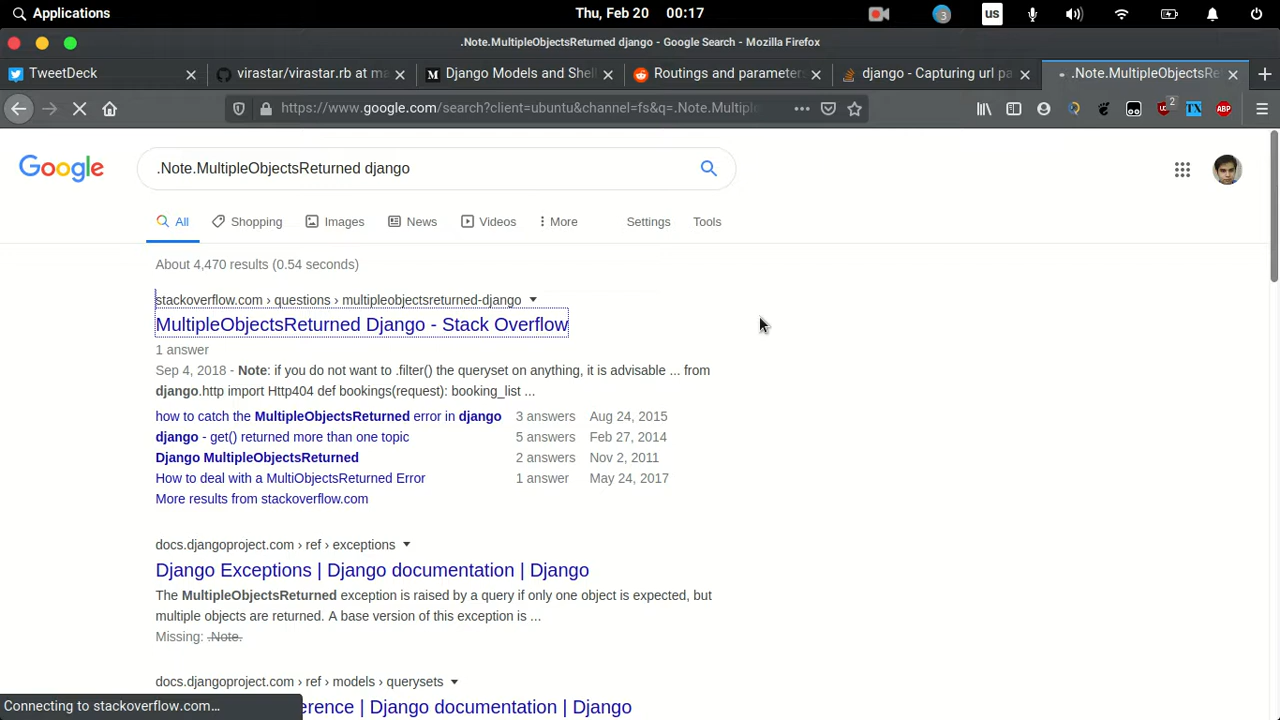 Applications
Thu, Feb 20 00:17
3
us
.Note.MultipleObjectsReturned django - Google Search - Mozilla Firefox
TweetDeck
virastar/virastar.rb at ma
Django Models and Shell
Routings and parameters
django - Capturing url pa
.Note.MultipleObjectsRe
https://www.google.com/search?client=ubuntu&channel=fs&q=.Note.Multiple
2
TX
ABP
Google
.Note.MultipleObjectsReturned django
All
Shopping
Images
News
Videos
More
Settings
Tools
About 4,470 results (0.54 seconds)
stackoverflow.com › questions › multipleobjectsreturned-django
MultipleObjectsReturned Django - Stack Overflow
1 answer
Sep 4, 2018 - Note: if you do not want to .filter() the queryset on anything, it is advisable ... from
django.http import Http404 def bookings(request): booking_list ...
how to catch the MultipleObjectsReturned error in django 3 answers Aug 24, 2015
django - get() returned more than one topic 5 answers Feb 27, 2014
Django MultipleObjectsReturned 2 answers Nov 2, 2011
How to deal with a MultiObjectsReturned Error 1 answer May 24, 2017
More results from stackoverflow.com
docs.djangoproject.com › ref › exceptions
Django Exceptions | Django documentation | Django
The MultipleObjectsReturned exception is raised by a query if only one object is expected, but
multiple objects are returned. A base version of this exception is ...
Missing: .Note.
docs.djangoproject.com › ref › models › querysets
Connecting to stackoverflow.com…
erence | Django documentation | Django